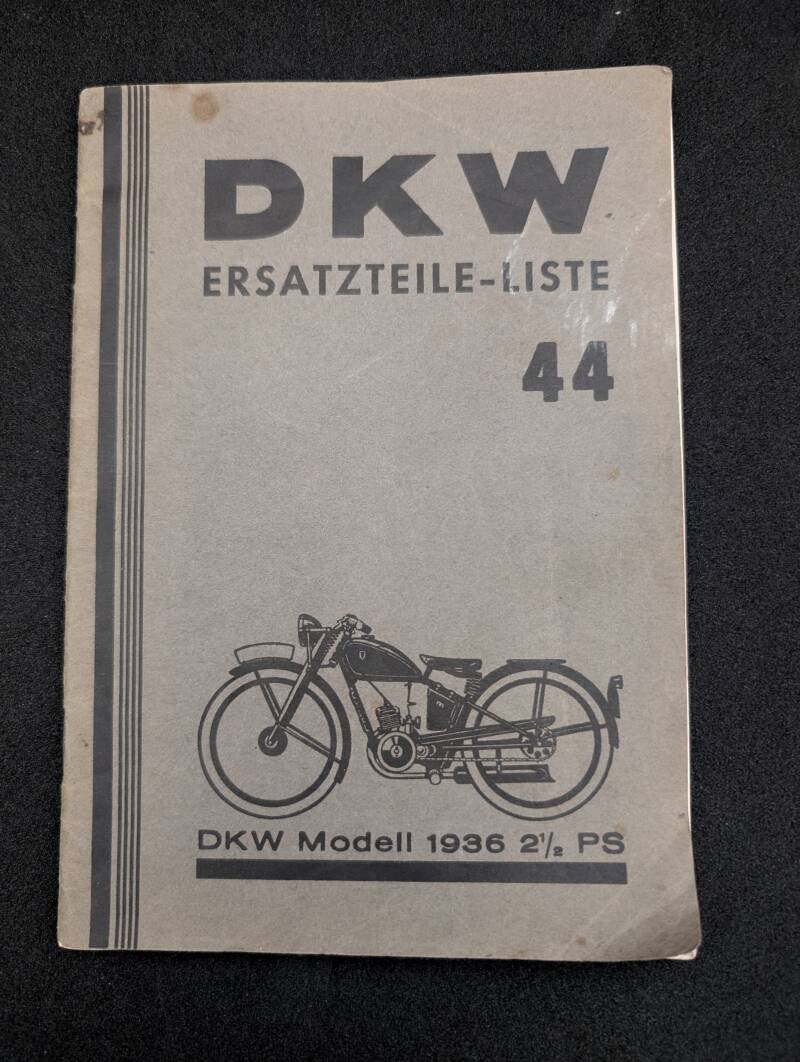 DKW
ERSATZTEILE-LISTE
44
DKW Modell 1936 2½ PS